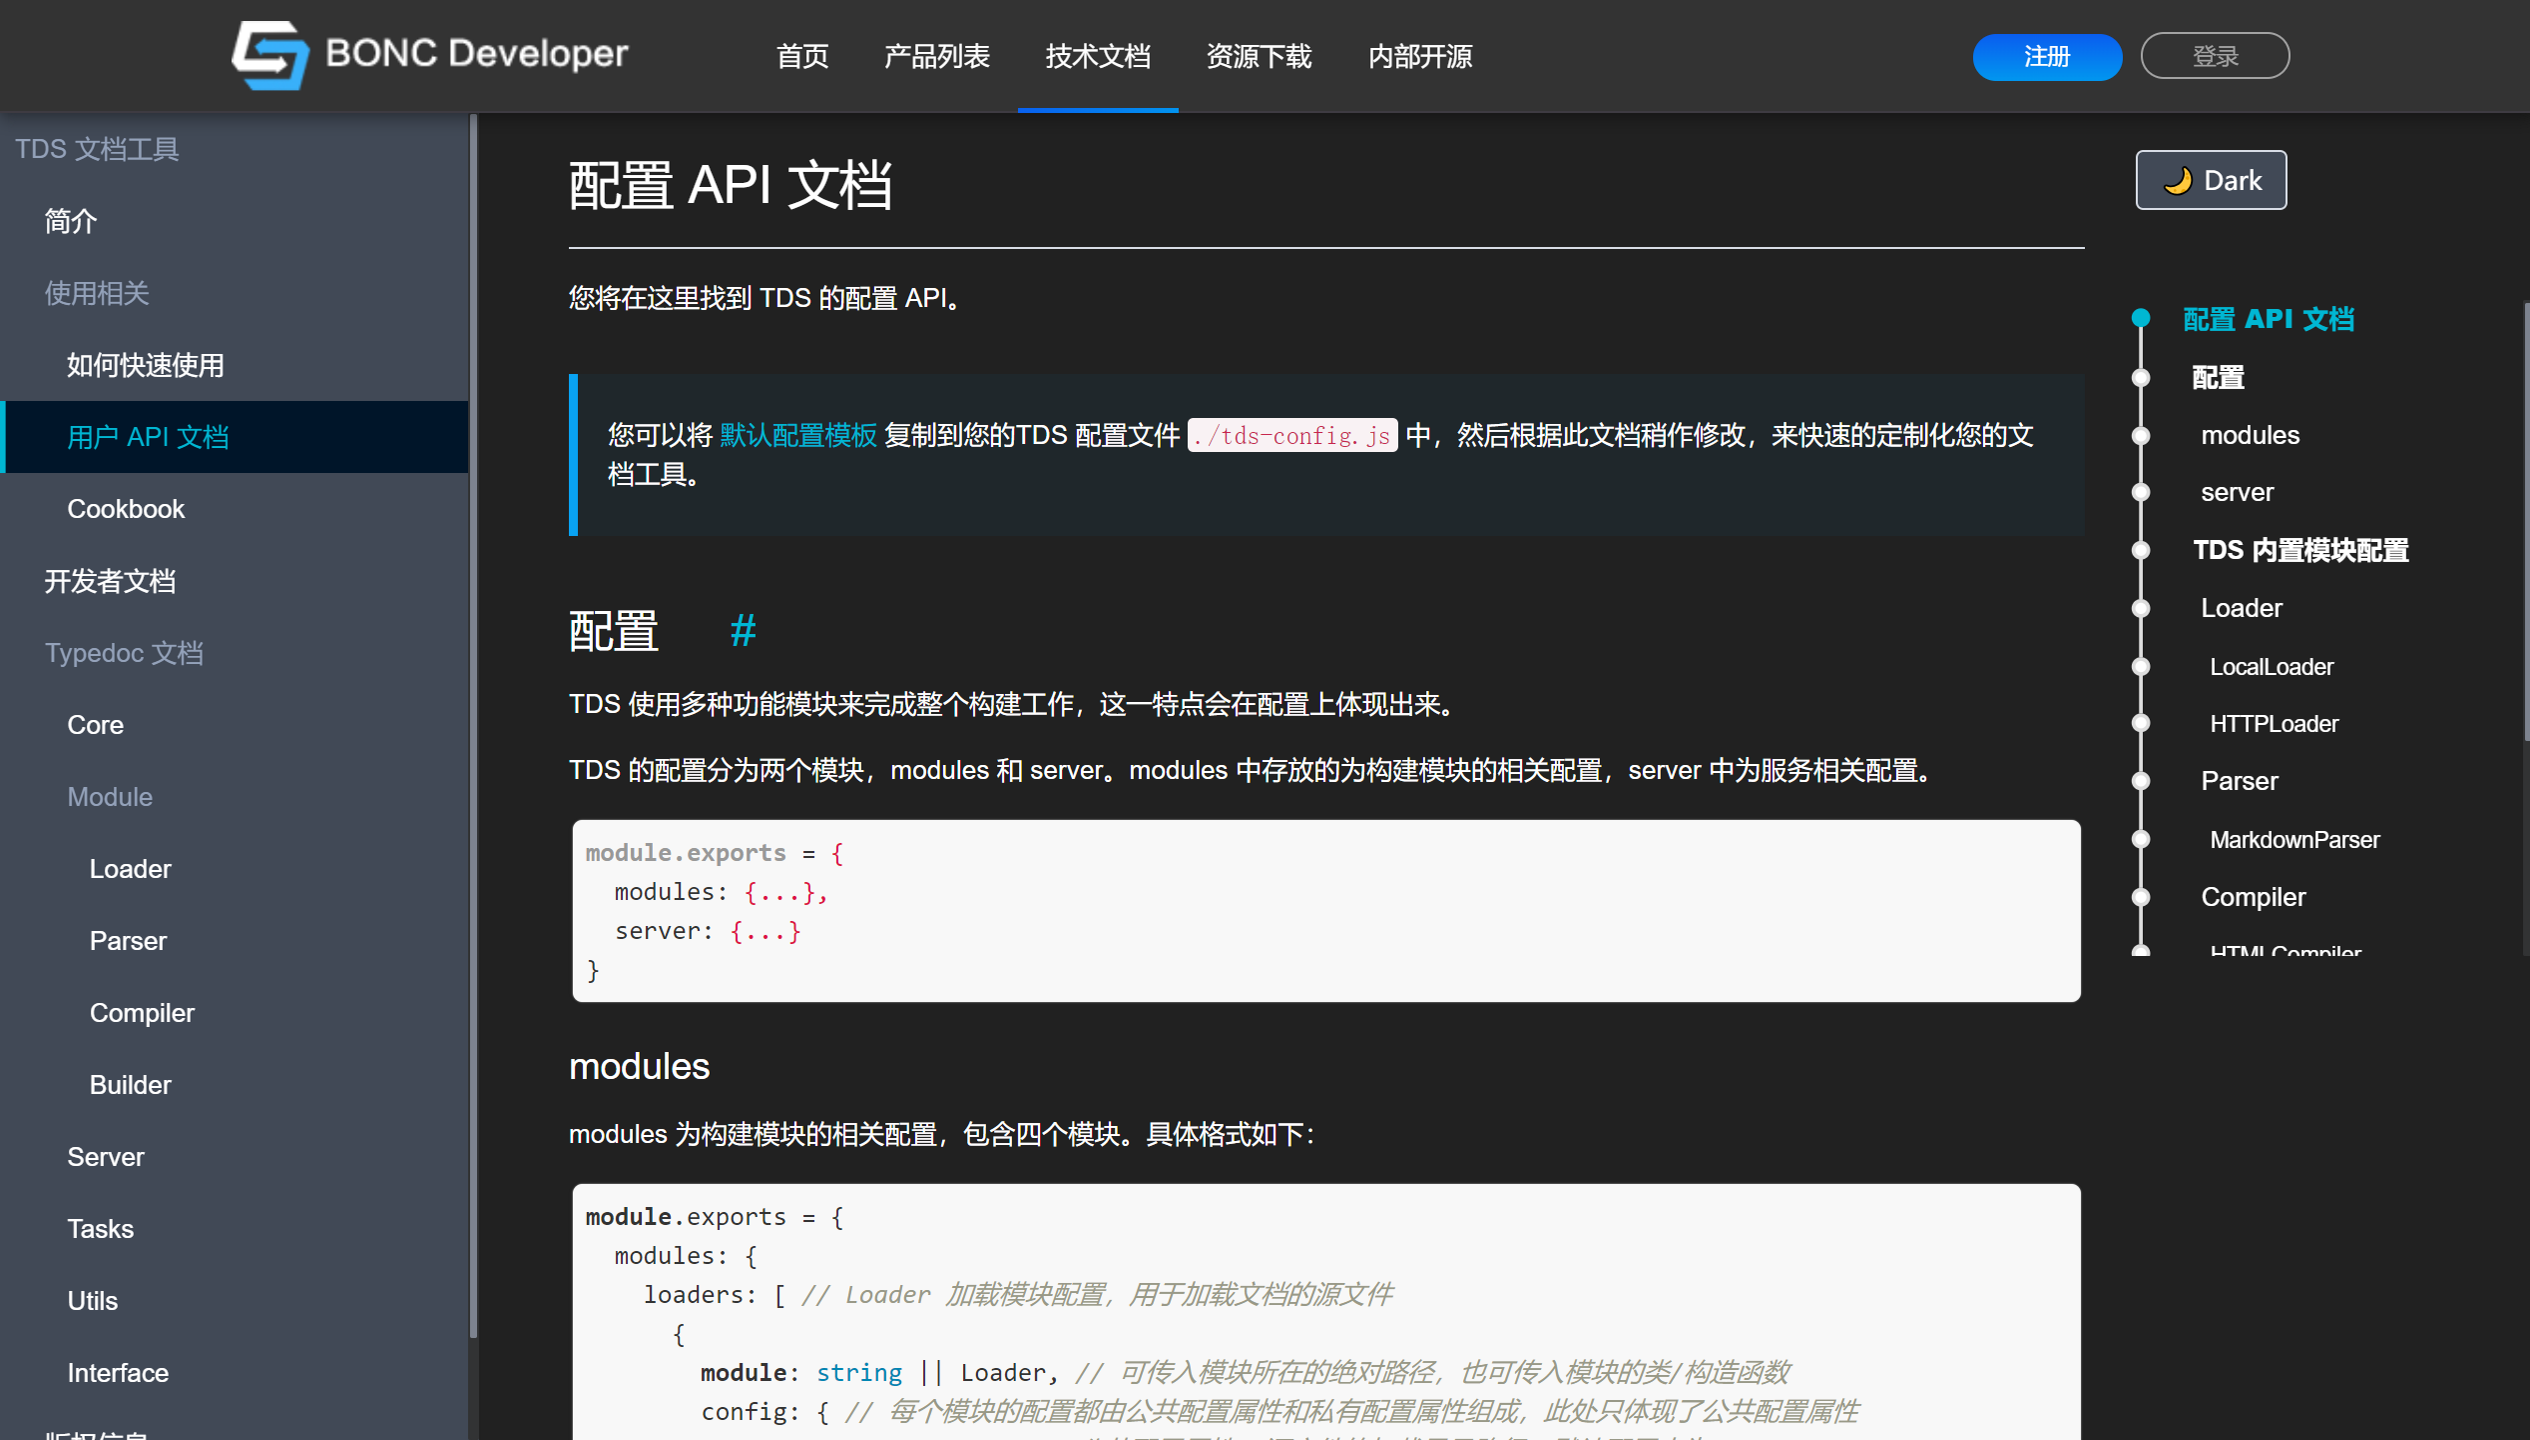 BONC Developer
首页
产品列表
技术文档
资源下载
内部开源
注册
登录
TDS 文档工具
简介
使用相关
如何快速使用
用户 API 文档
Cookbook
开发者文档
Typedoc 文档
Core
Module
Loader
Parser
Compiler
Builder
Server
Tasks
Utils
Interface
版权信息
配置 API 文档
您将在这里找到 TDS 的配置 API。
您可以将 默认配置模板 复制到您的TDS 配置文件 ./tds-config.js 中，然后根据此文档稍作修改，来快速的定制化您的文
档工具。
配置 #
TDS 使用多种功能模块来完成整个构建工作，这一特点会在配置上体现出来。
TDS 的配置分为两个模块，modules 和 server。modules 中存放的为构建模块的相关配置，server 中为服务相关配置。
module.exports = {
  modules: {...},
  server: {...}
}
modules
modules 为构建模块的相关配置，包含四个模块。具体格式如下：
module.exports = {
  modules: {
    loaders: [ // Loader 加载模块配置，用于加载文档的源文件
      {
        module: string || Loader, // 可传入模块所在的绝对路径，也可传入模块的类/构造函数
        config: { // 每个模块的配置都由公共配置属性和私有配置属性组成，此处只体现了公共配置属性
🌙 Dark
配置 API 文档
配置
modules
server
TDS 内置模块配置
Loader
LocalLoader
HTTPLoader
Parser
MarkdownParser
Compiler
HTMLCompiler